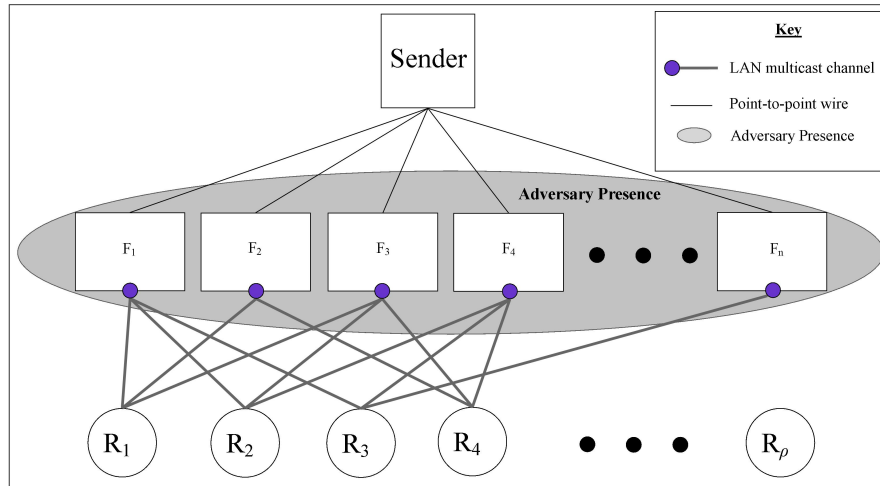 Sender
Key
LAN multicast channel
Point-to-point wire
Adversary Presence
Adversary Presence
F₁
F₂
F₃
F₄
Fₙ
R₁
R₂
R₃
R₄
Rᵨ